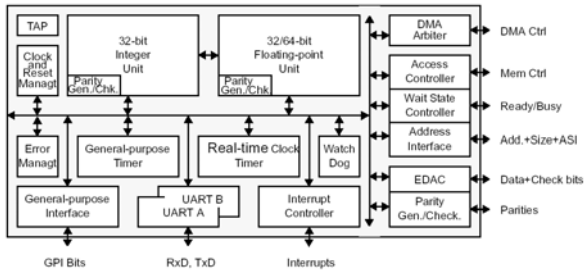 TAP
Clock
and
Reset
Managt
32-bit
Integer
Unit
Parity
Gen./Chk.
32/64-bit
Floating-point
Unit
Parity
Gen./Chk.
DMA
Arbiter
DMA Ctrl
Access
Controller
Mem Ctrl
Wait State
Controller
Ready/Busy
Address
Interface
Add.+Size+ASI
Error
Managt
General-purpose
Timer
Real-time Clock
Timer
Watch
Dog
EDAC
Data+Check bits
Parity
Gen./Check.
Parities
General-purpose
Interface
UART B
UART A
Interrupt
Controller
GPI Bits
RxD, TxD
Interrupts